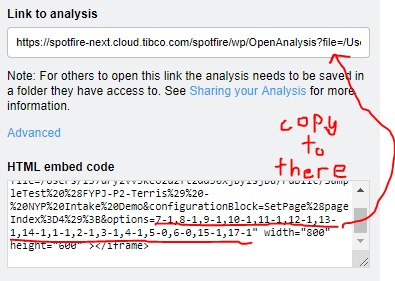 Link to analysis
https://spotfire-next.cloud.tibco.com/spotfire/wp/OpenAnalysis?file=/Use
Note: For others to open this link the analysis needs to be saved in
a folder they have access to. See Sharing your Analysis for more
information.
Advanced
copy
to
there
HTML embed code
leTest%20%28FYPJ-P2-Terris%29%20-
%20NYP%20Intake%20Demo&configurationBlock=SetPage%28page
Index%3D4%29%3B&options=7-1,8-1,9-1,10-1,11-1,12-1,13-
1,14-1,1-1,2-1,3-1,4-1,5-0,6-0,15-1,17-1" width="800"
height="600" ></iframe>